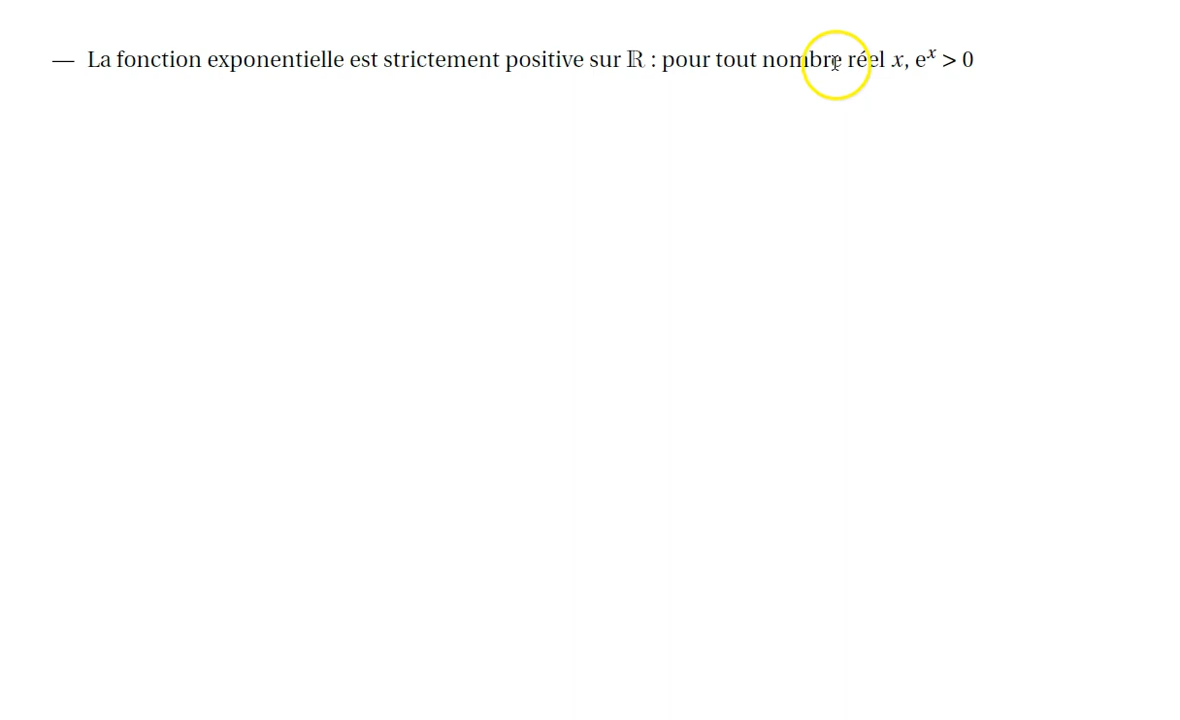 — La fonction exponentielle est strictement positive sur ℝ : pour tout nombre réel x, eˣ > 0